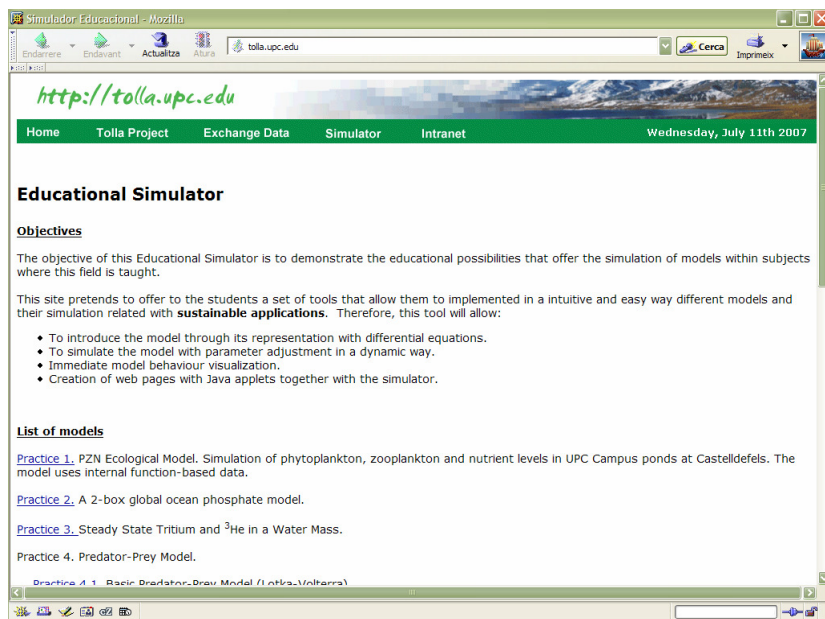 Simulador Educacional - Mozilla
Endarrere Endavant Actualitza Atura tolla.upc.edu Cerca Imprimeix
http://tolla.upc.edu
Home Tolla Project Exchange Data Simulator Intranet Wednesday, July 11th 2007
Educational Simulator
Objectives
The objective of this Educational Simulator is to demonstrate the educational possibilities that offer the simulation of models within subjects
where this field is taught.
This site pretends to offer to the students a set of tools that allow them to implemented in a intuitive and easy way different models and
their simulation related with sustainable applications. Therefore, this tool will allow:
To introduce the model through its representation with differential equations.
To simulate the model with parameter adjustment in a dynamic way.
Immediate model behaviour visualization.
Creation of web pages with Java applets together with the simulator.
List of models
Practice 1. PZN Ecological Model. Simulation of phytoplankton, zooplankton and nutrient levels in UPC Campus ponds at Castelldefels. The
model uses internal function-based data.
Practice 2. A 2-box global ocean phosphate model.
Practice 3. Steady State Tritium and ³He in a Water Mass.
Practice 4. Predator-Prey Model.
Practice 4.1. Basic Predator-Prey Model (Lotka-Volterra)